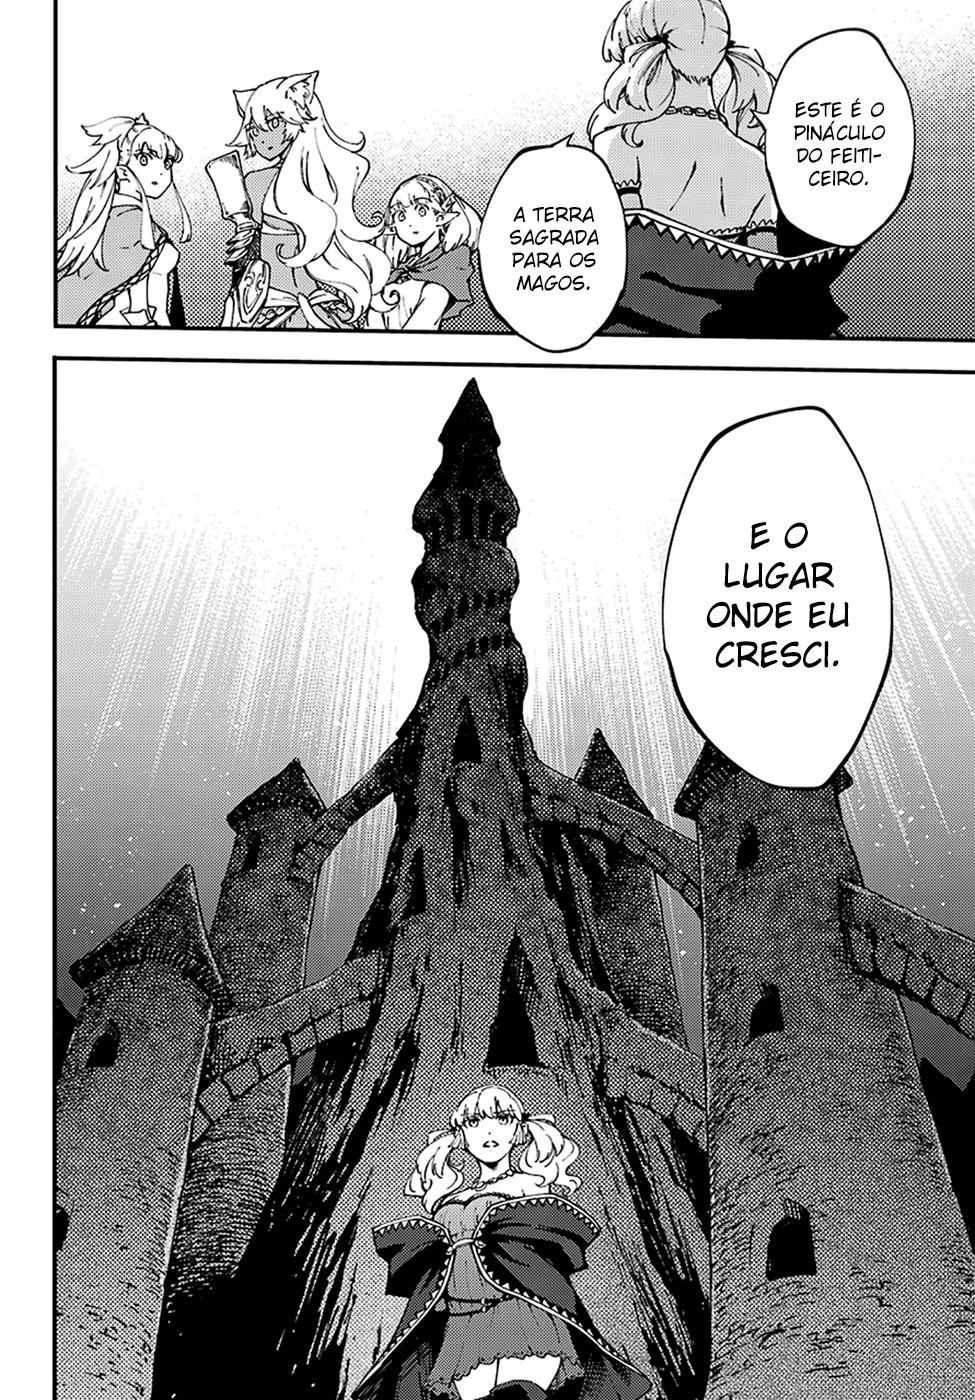 ESTE É O
PINÁCULO
DO FEITI-
CEIRO.
A TERRA
SAGRADA
PARA OS
MAGOS.
E O
LUGAR
ONDE EU
CRESCI.